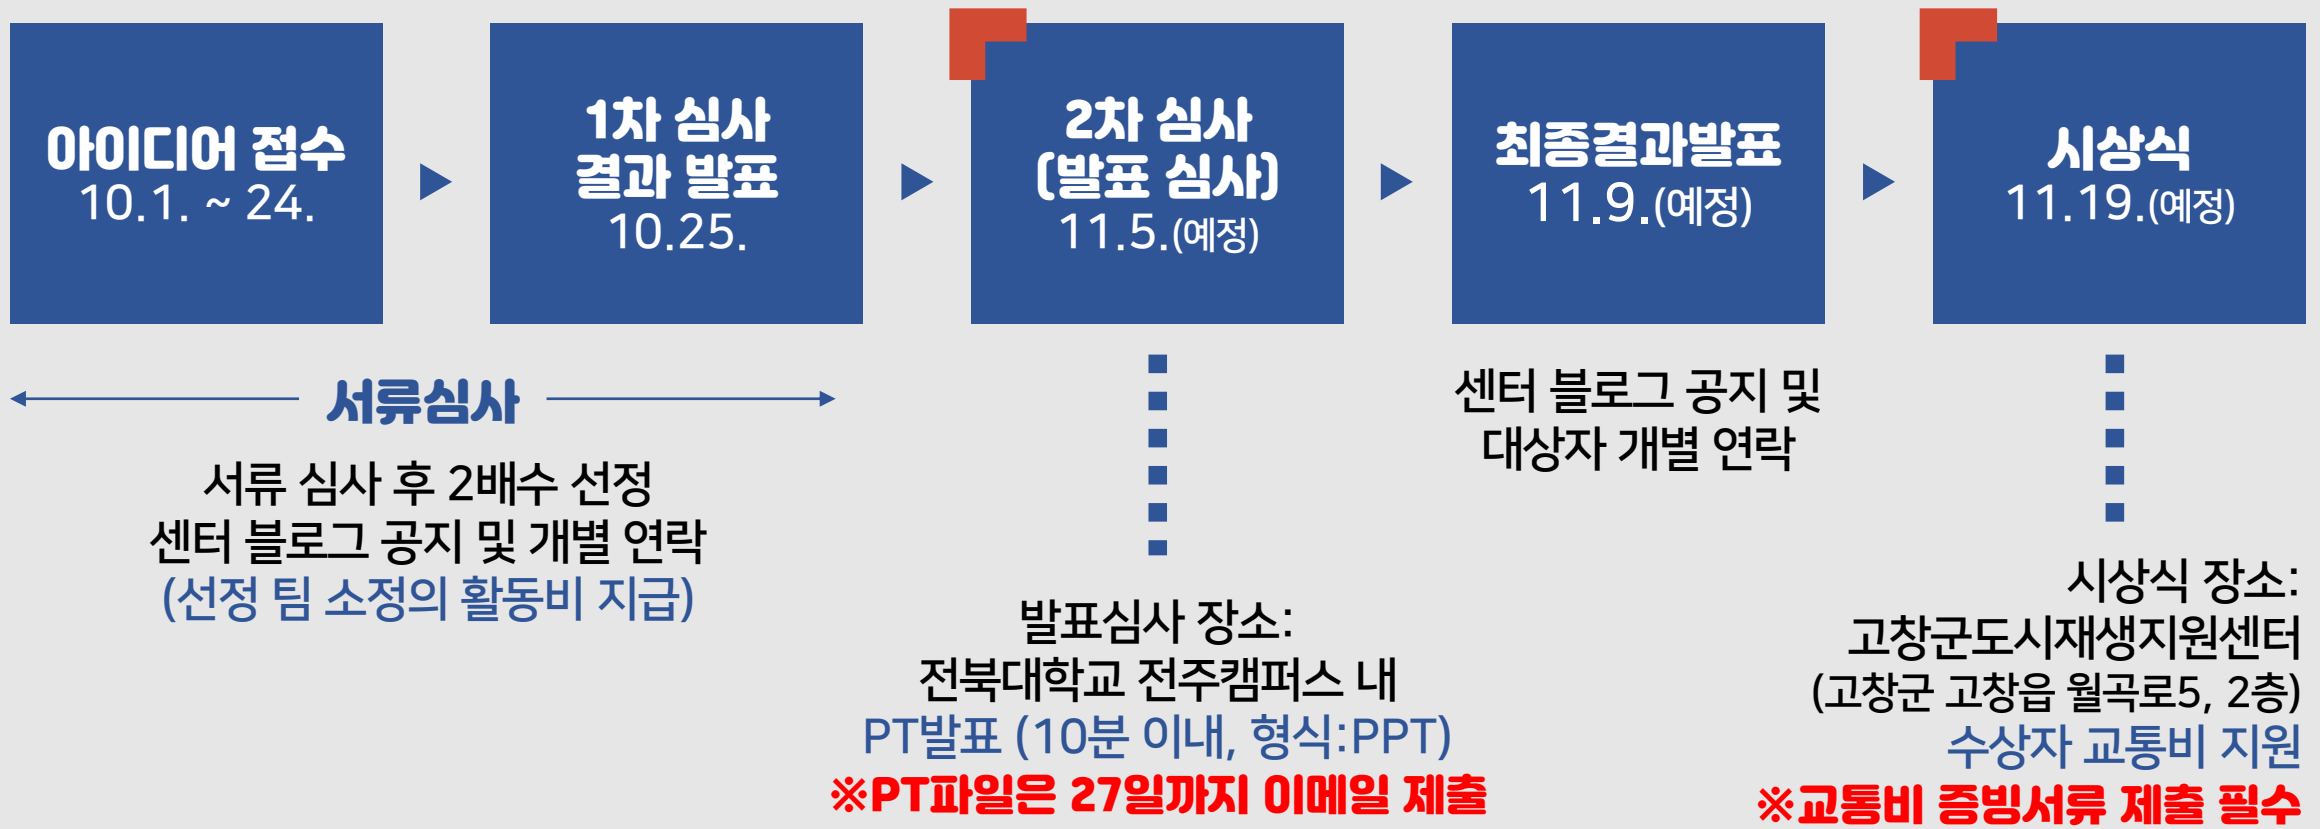 아이디어 접수
10.1. ~ 24.
1차 심사
결과 발표
10.25.
2차 심사
(발표 심사)
11.5.(예정)
최종결과발표
11.9.(예정)
시상식
11.19.(예정)
서류심사
서류 심사 후 2배수 선정
센터 블로그 공지 및 개별 연락
(선정 팀 소정의 활동비 지급)
발표심사 장소:
전북대학교 전주캠퍼스 내
PT발표 (10분 이내, 형식:PPT)
※PT파일은 27일까지 이메일 제출
센터 블로그 공지 및
대상자 개별 연락
시상식 장소:
고창군도시재생지원센터
(고창군 고창읍 월곡로5, 2층)
수상자 교통비 지원
※교통비 증빙서류 제출 필수